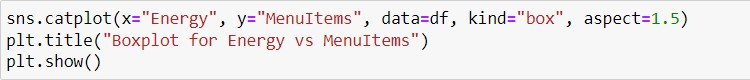 sns.catplot(x="Energy", y="MenuItems", data=df, kind="box", aspect=1.5)
plt.title("Boxplot for Energy vs MenuItems")
plt.show()